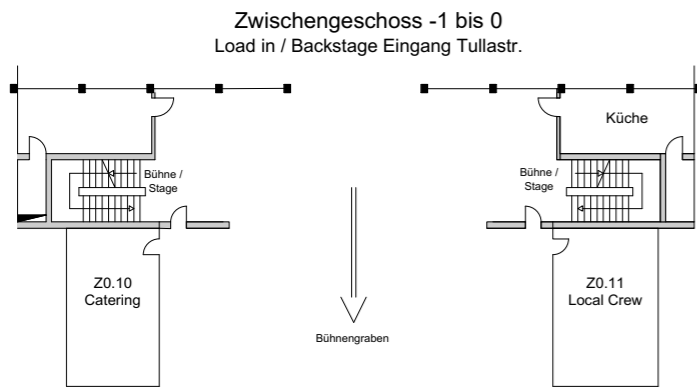 Zwischengeschoss -1 bis 0
Load in / Backstage Eingang Tullastr.
Küche
Bühne /
Stage
Bühne /
Stage
Z0.10
Catering
Z0.11
Local Crew
Bühnengraben